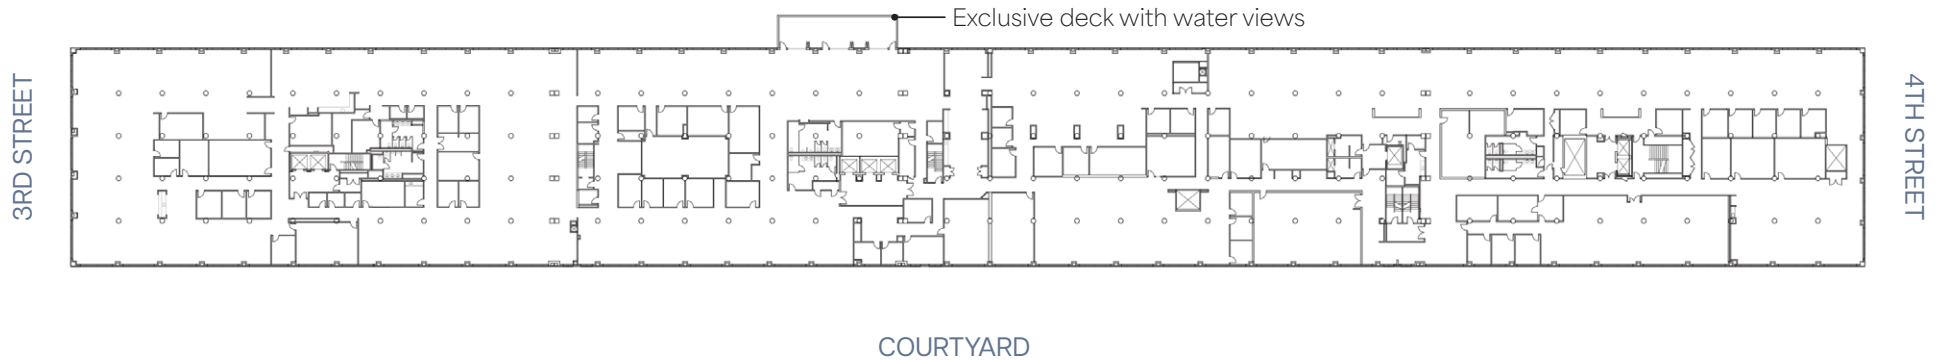 Exclusive deck with water views
3RD STREET
4TH STREET
COURTYARD